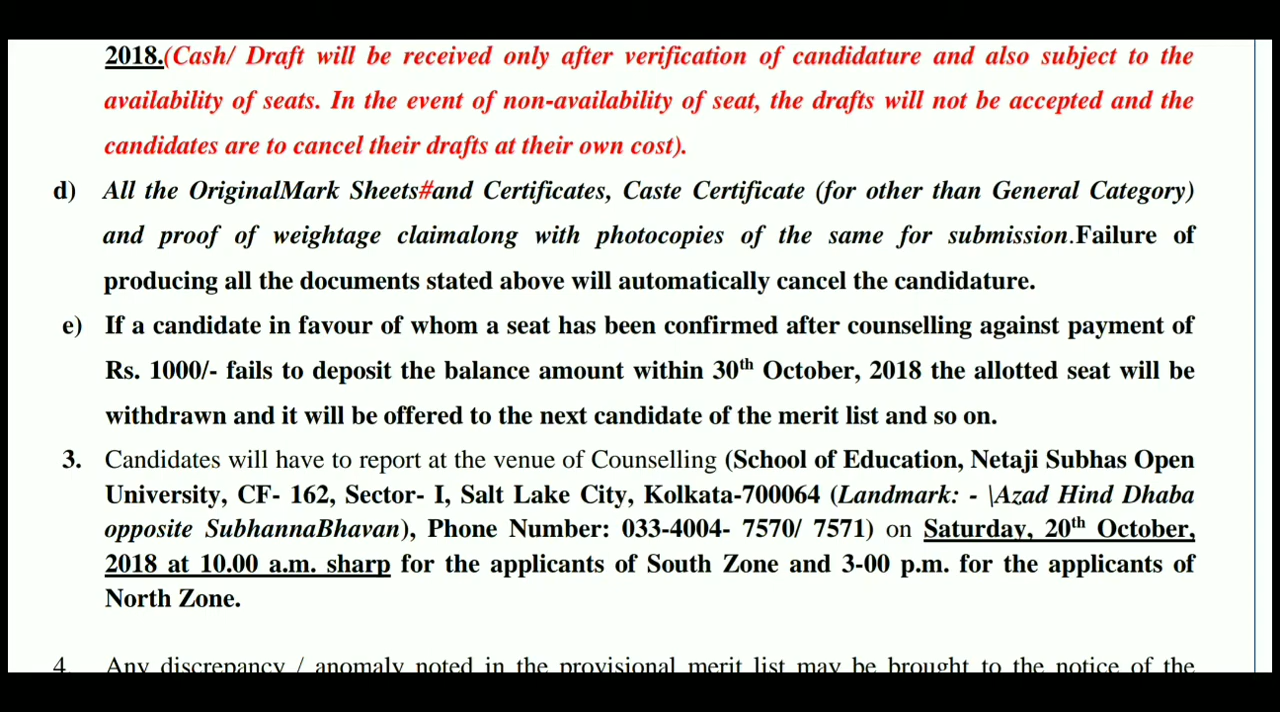 2018.(Cash/ Draft will be received only after verification of candidature and also subject to the
availability of seats. In the event of non-availability of seat, the drafts will not be accepted and the
candidates are to cancel their drafts at their own cost).
d) All the OriginalMark Sheets#and Certificates, Caste Certificate (for other than General Category)
and proof of weightage claimalong with photocopies of the same for submission.Failure of
producing all the documents stated above will automatically cancel the candidature.
e) If a candidate in favour of whom a seat has been confirmed after counselling against payment of
Rs. 1000/- fails to deposit the balance amount within 30th October, 2018 the allotted seat will be
withdrawn and it will be offered to the next candidate of the merit list and so on.
3. Candidates will have to report at the venue of Counselling (School of Education, Netaji Subhas Open
University, CF- 162, Sector- I, Salt Lake City, Kolkata-700064 (Landmark: - \Azad Hind Dhaba
opposite SubhannaBhavan), Phone Number: 033-4004- 7570/ 7571) on Saturday, 20th October,
2018 at 10.00 a.m. sharp for the applicants of South Zone and 3-00 p.m. for the applicants of
North Zone.
4 Any discrepancy / anomaly noted in the provisional merit list may be brought to the notice of the